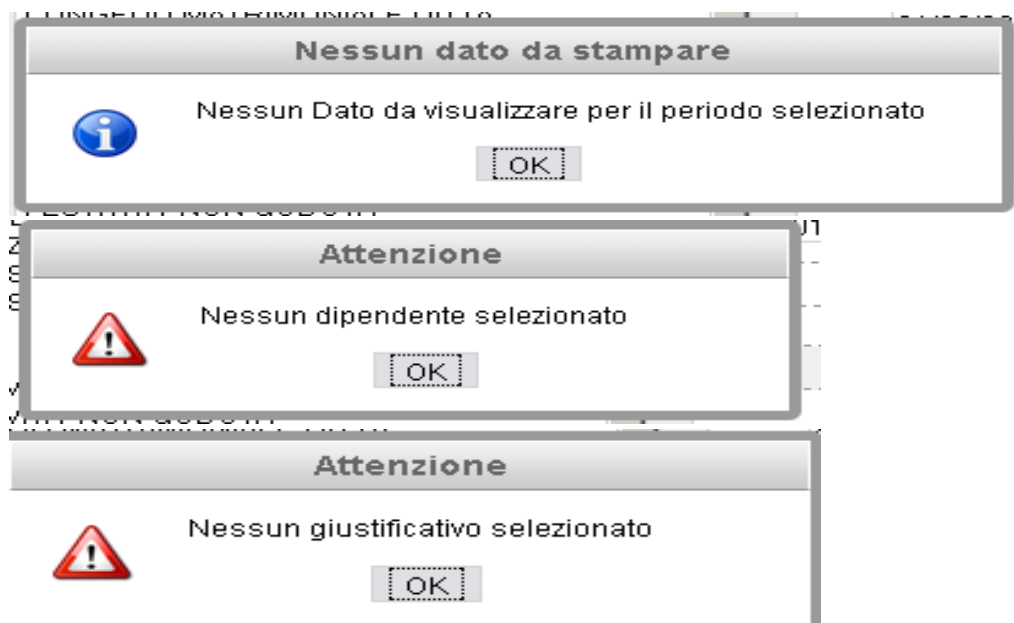 Nessun dato da stampare
Nessun Dato da visualizzare per il periodo selezionato
OK
Attenzione
Nessun dipendente selezionato
OK
Attenzione
Nessun giustificativo selezionato
OK